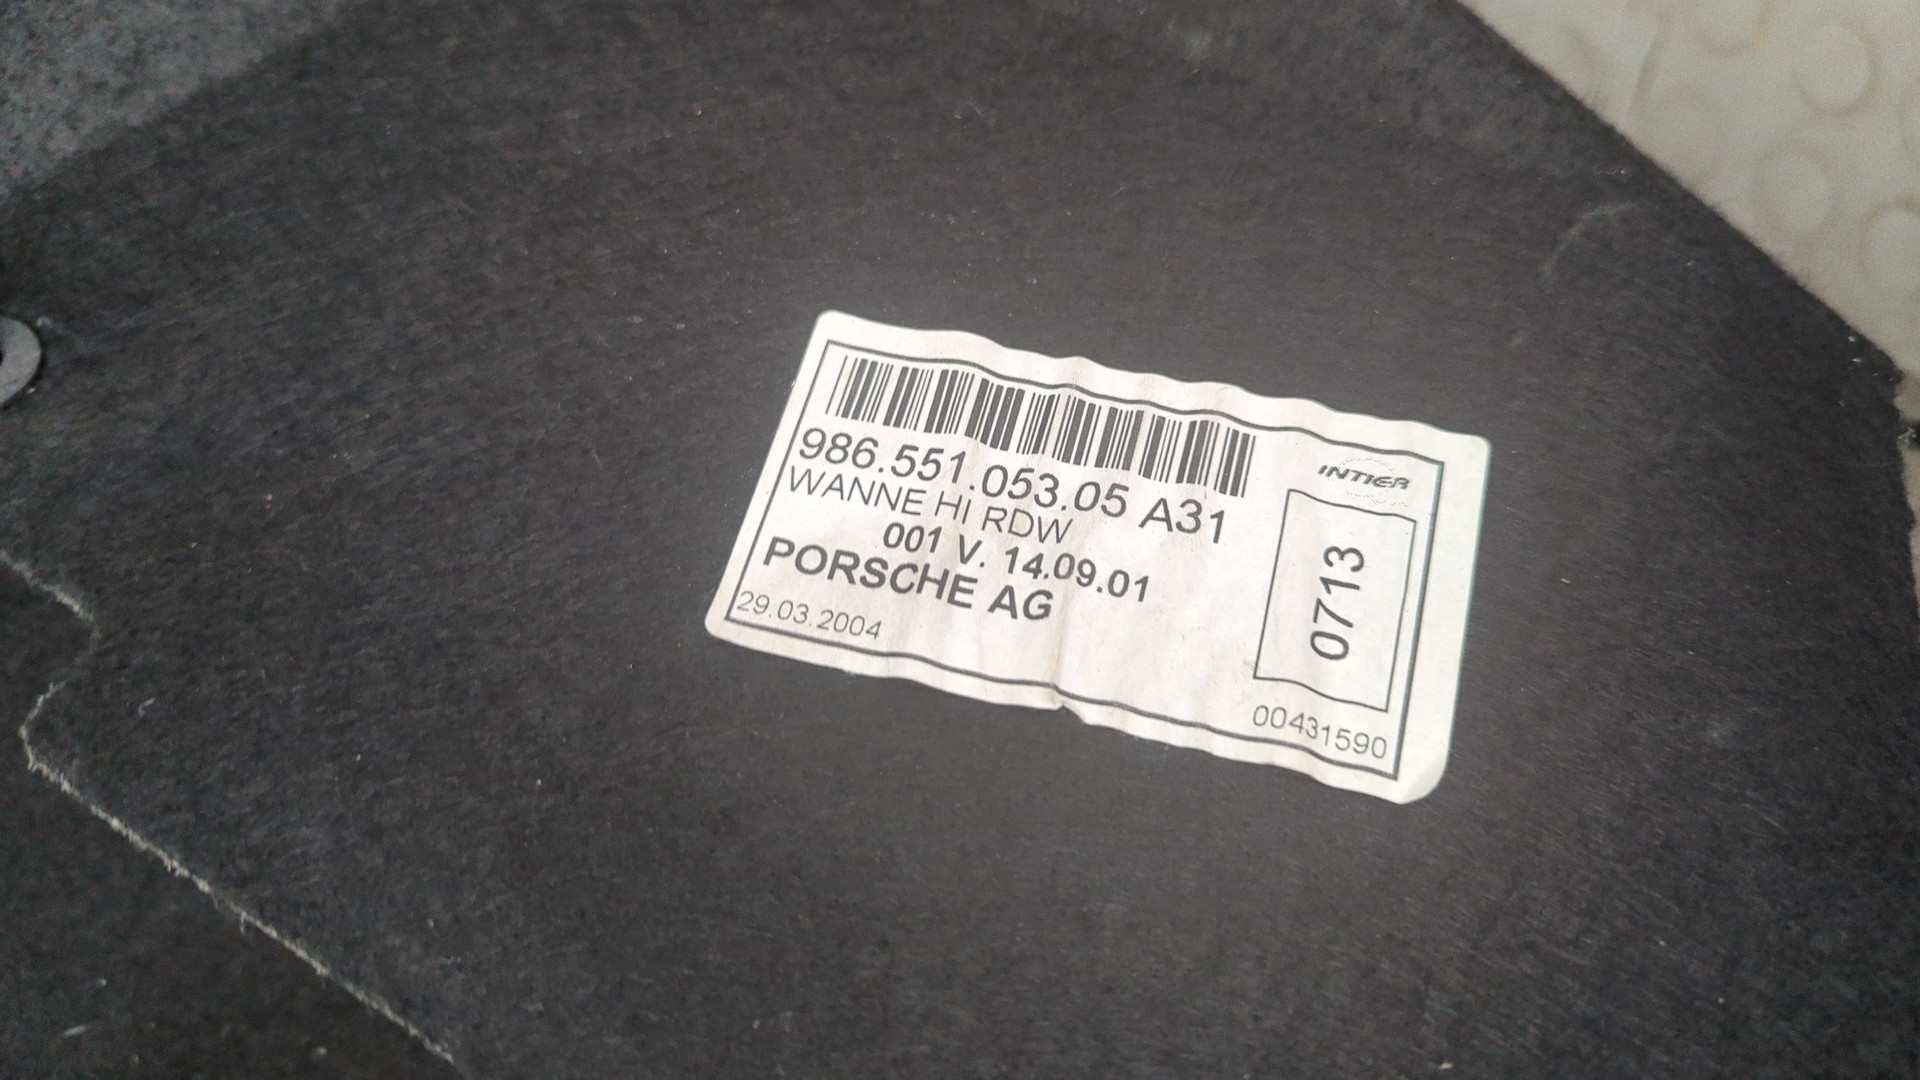 986.551.053.05 A31
WANNE HI RDW
001 V. 14.09.01
PORSCHE AG
29.03.2004
INTIER
0713
00431590